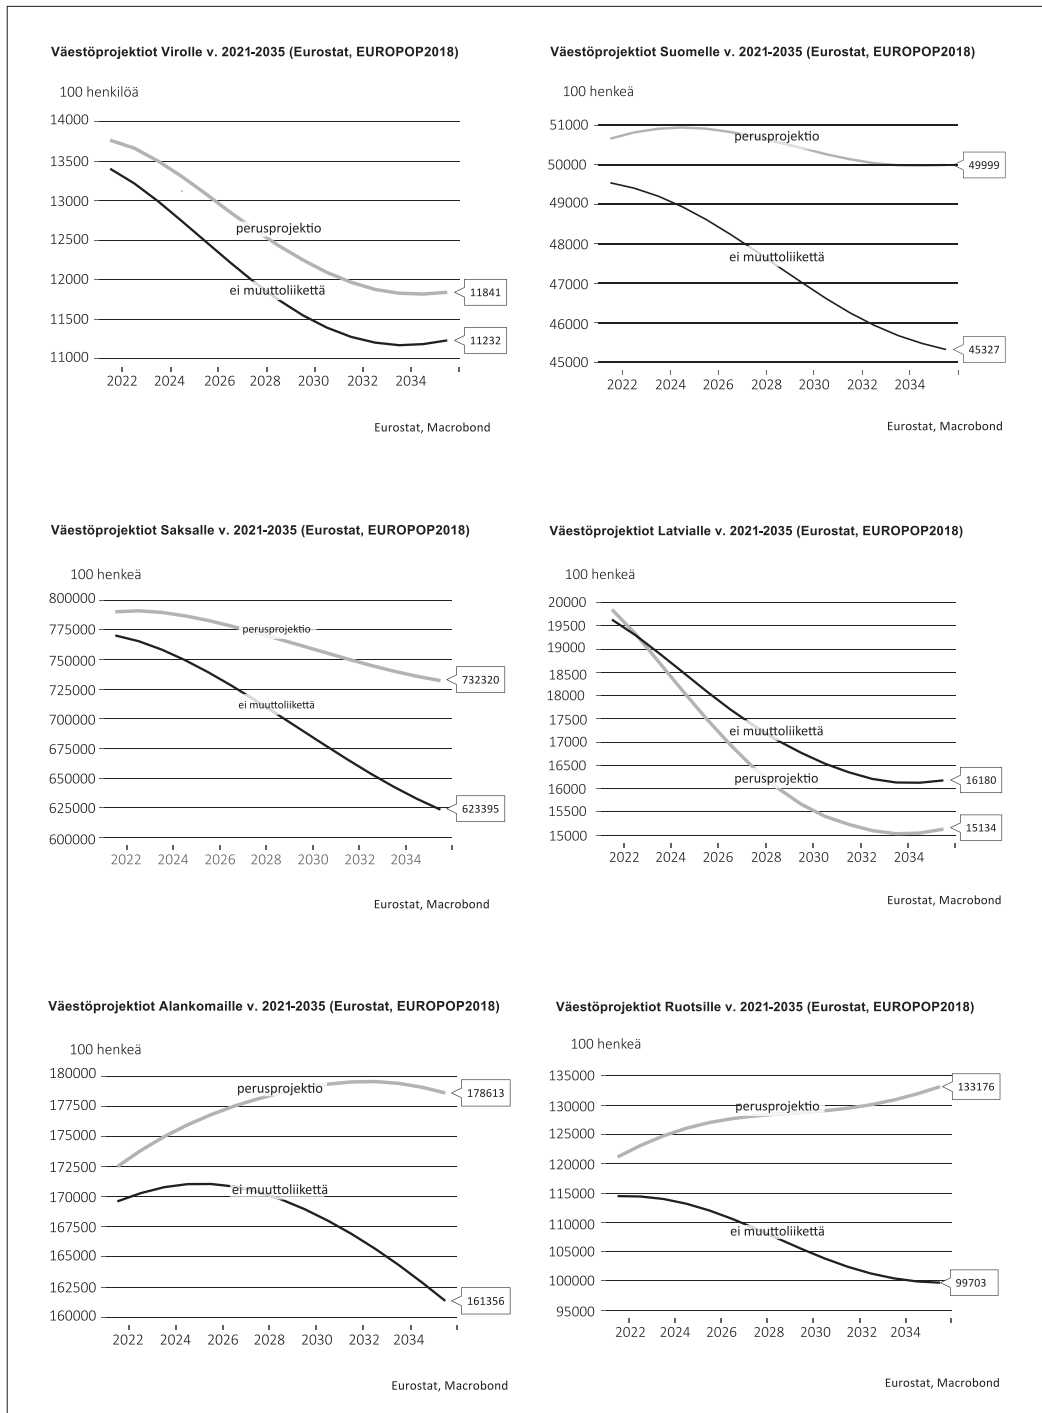 Väestöprojektiot Virolle v. 2021-2035 (Eurostat, EUROPOP2018)
100 henkilöä
14000
13500
13000
12500
12000
11500
11000
perusprojektio
ei muuttoliikettä
11841
11232
2022 2024 2026 2028 2030 2032 2034
Eurostat, Macrobond
Väestöprojektiot Suomelle v. 2021-2035 (Eurostat, EUROPOP2018)
100 henkeä
51000
50000
49000
48000
47000
46000
45000
perusprojektio
ei muuttoliikettä
49999
45327
2022 2024 2026 2028 2030 2032 2034
Eurostat, Macrobond
Väestöprojektiot Saksalle v. 2021-2035 (Eurostat, EUROPOP2018)
100 henkeä
800000
775000
750000
725000
700000
675000
650000
625000
600000
perusprojektio
ei muuttoliikettä
732320
623395
2022 2024 2026 2028 2030 2032 2034
Eurostat, Macrobond
Väestöprojektiot Latvialle v. 2021-2035 (Eurostat, EUROPOP2018)
100 henkeä
20000
19500
19000
18500
18000
17500
17000
16500
16000
15500
15000
ei muuttoliikettä
perusprojektio
16180
15134
2022 2024 2026 2028 2030 2032 2034
Eurostat, Macrobond
Väestöprojektiot Alankomaille v. 2021-2035 (Eurostat, EUROPOP2018)
100 henkeä
180000
177500
175000
172500
170000
167500
165000
162500
160000
perusprojektio
ei muuttoliikettä
178613
161356
2022 2024 2026 2028 2030 2032 2034
Eurostat, Macrobond
Väestöprojektiot Ruotsille v. 2021-2035 (Eurostat, EUROPOP2018)
100 henkeä
135000
130000
125000
120000
115000
110000
105000
100000
95000
perusprojektio
ei muuttoliikettä
133176
99703
2022 2024 2026 2028 2030 2032 2034
Eurostat, Macrobond